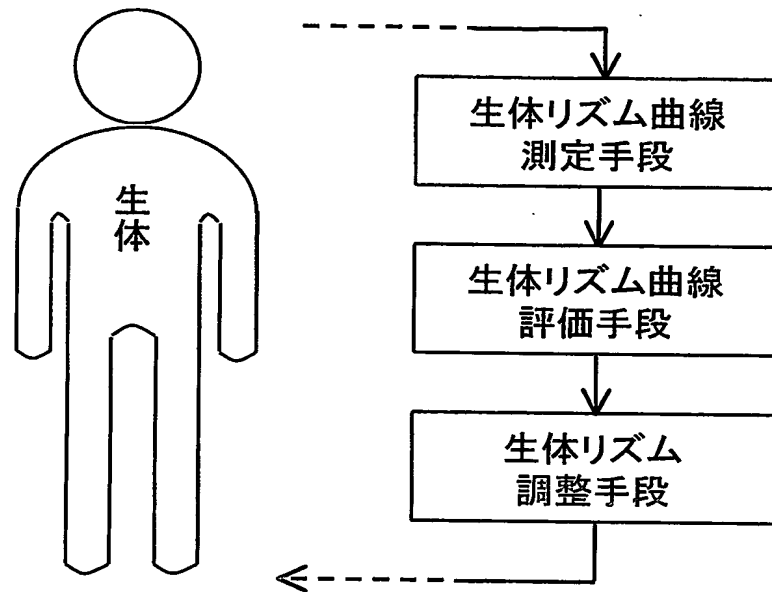 生
体
生体リズム曲線
測定手段
生体リズム曲線
評価手段
生体リズム
調整手段